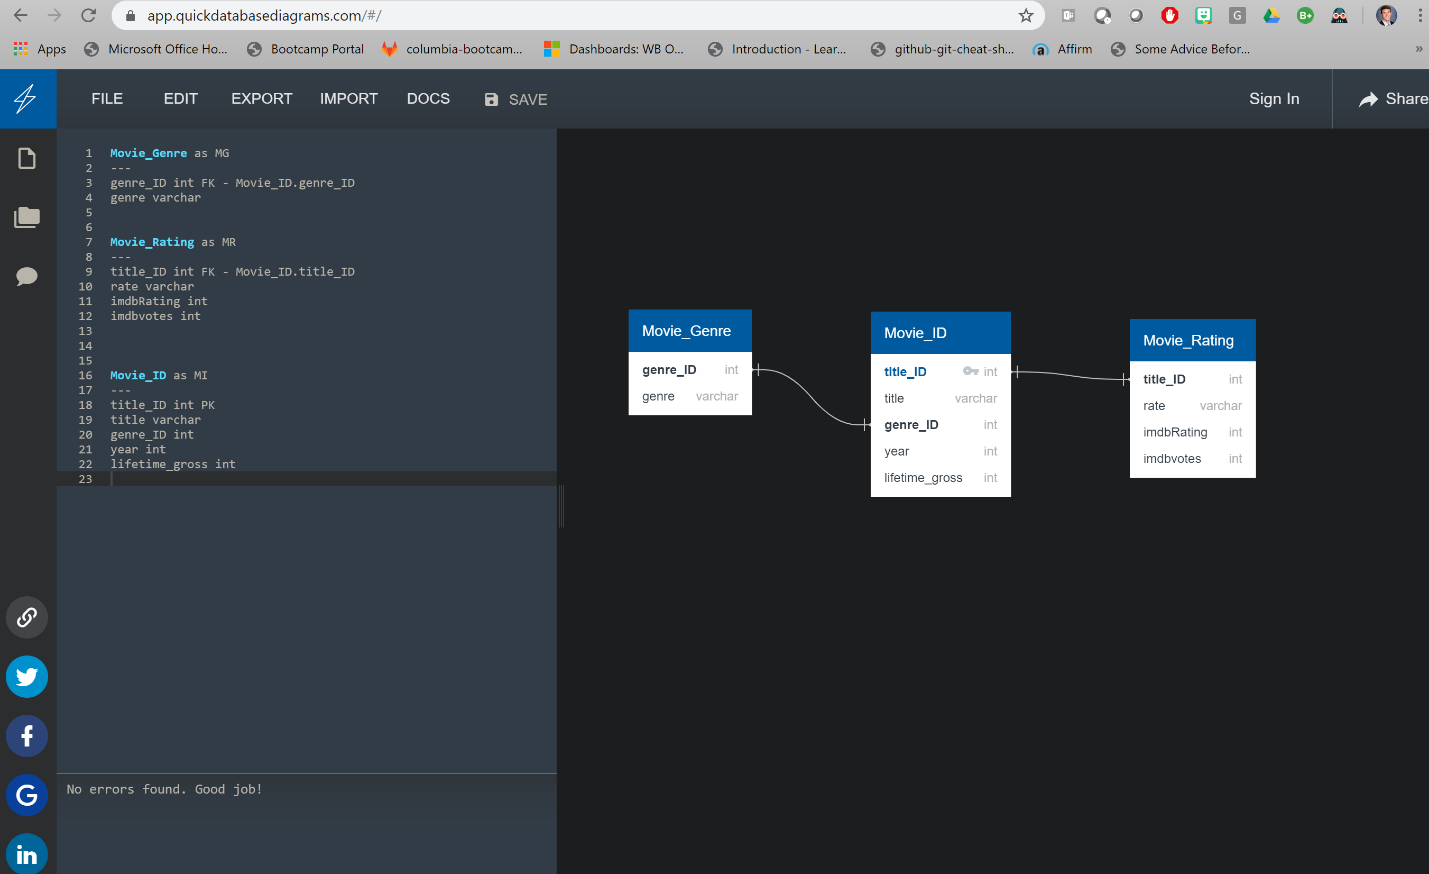 app.quickdatabasediagrams.com/#/
Apps Microsoft Office Ho... Bootcamp Portal columbia-bootcam... Dashboards: WB O... Introduction - Lear... github-git-cheat-sh... Affirm Some Advice Befor... »
FILE EDIT EXPORT IMPORT DOCS SAVE Sign In Share
1 Movie_Genre as MG
2 ---
3 genre_ID int FK - Movie_ID.genre_ID
4 genre varchar
5
6
7 Movie_Rating as MR
8 ---
9 title_ID int FK - Movie_ID.title_ID
10 rate varchar
11 imdbRating int
12 imdbvotes int
13
14
15
16 Movie_ID as MI
17 ---
18 title_ID int PK
19 title varchar
20 genre_ID int
21 year int
22 lifetime_gross int
23
No errors found. Good job!
Movie_Genre
genre_ID int
genre varchar
Movie_ID
title_ID int
title varchar
genre_ID int
year int
lifetime_gross int
Movie_Rating
title_ID int
rate varchar
imdbRating int
imdbvotes int